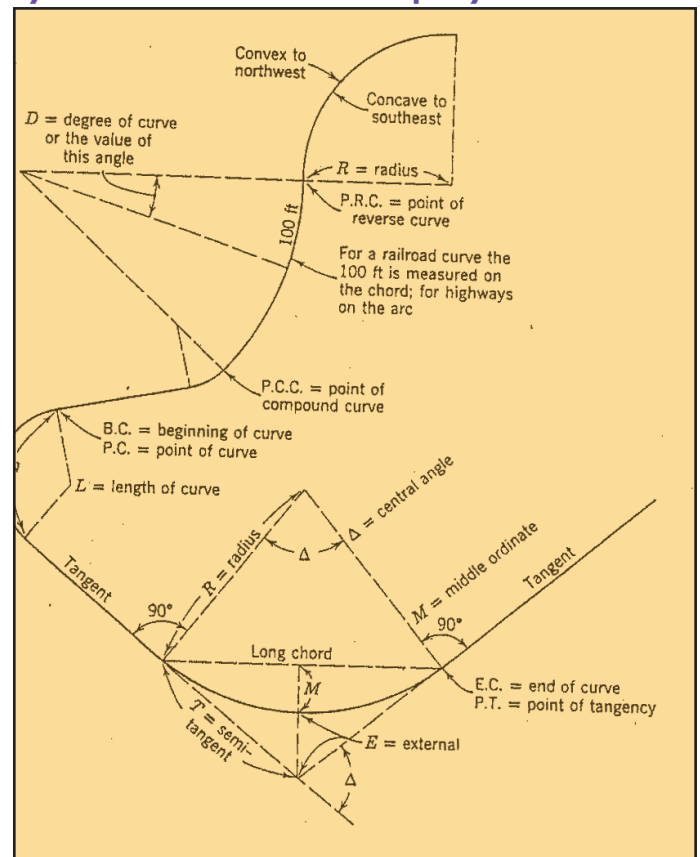 Convex to
northwest
Concave to
southeast
D = degree of curve
or the value of
this angle
R = radius
P.R.C. = point of
reverse curve
100 ft
For a railroad curve the
100 ft is measured on
the chord; for highways
on the arc
P.C.C. = point of
compound curve
B.C. = beginning of curve
P.C. = point of curve
L = length of curve
Δ = central angle
R = radius
Δ
M = middle ordinate
Tangent
Tangent
90°
90°
Long chord
M
E.C. = end of curve
P.T. = point of tangency
T = semi-
tangent
E = external
Δ